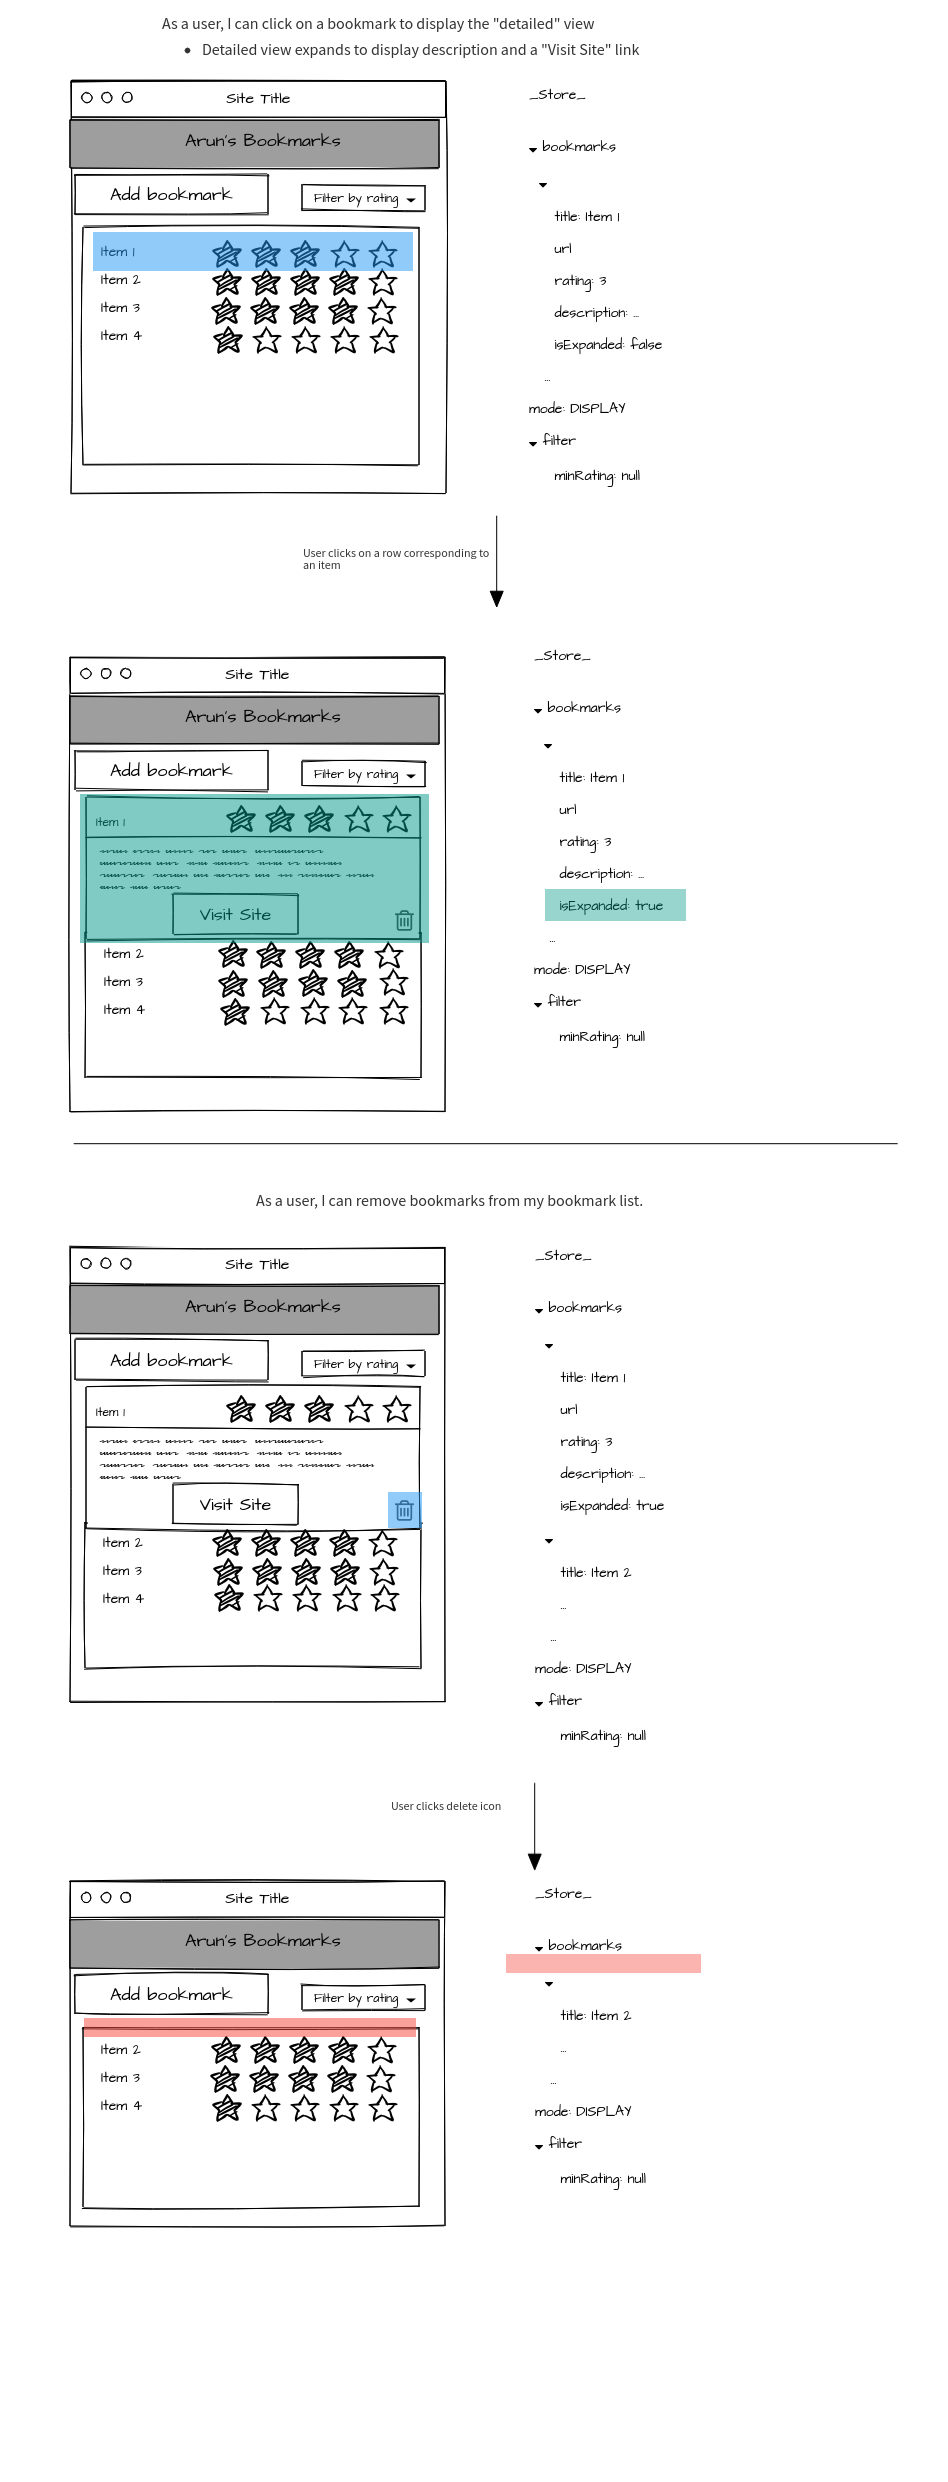 As a user, I can click on a bookmark to display the "detailed" view
• Detailed view expands to display description and a "Visit Site" link
Site Title
Arun's Bookmarks
Add bookmark
Filter by rating
Item 1
Item 2
Item 3
Item 4
_Store_
bookmarks
title: Item 1
url
rating: 3
description: ...
isExpanded: false
...
mode: DISPLAY
filter
minRating: null
User clicks on a row corresponding to
an item
Site Title
Arun's Bookmarks
Add bookmark
Filter by rating
Item 1
Visit Site
Item 2
Item 3
Item 4
_Store_
bookmarks
title: Item 1
url
rating: 3
description: ...
isExpanded: true
...
mode: DISPLAY
filter
minRating: null
As a user, I can remove bookmarks from my bookmark list.
Site Title
Arun's Bookmarks
Add bookmark
Filter by rating
Item 1
Visit Site
Item 2
Item 3
Item 4
_Store_
bookmarks
title: Item 1
url
rating: 3
description: ...
isExpanded: true
title: Item 2
...
...
mode: DISPLAY
filter
minRating: null
User clicks delete icon
Site Title
Arun's Bookmarks
Add bookmark
Filter by rating
Item 2
Item 3
Item 4
_Store_
bookmarks
title: Item 2
...
...
mode: DISPLAY
filter
minRating: null